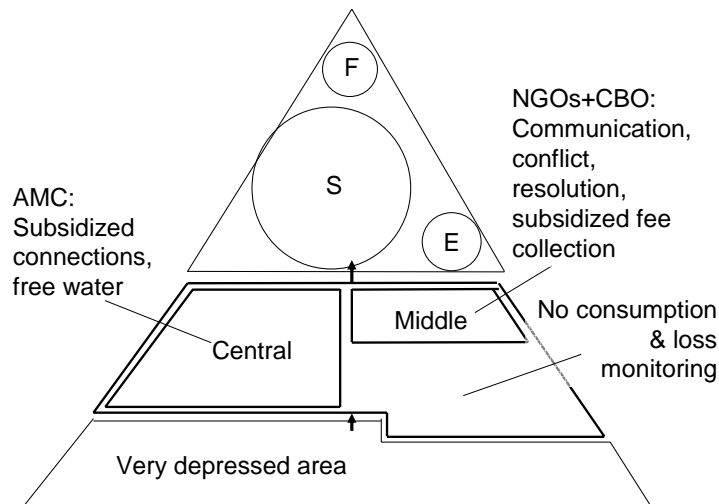 F
S
E
NGOs+CBO:
Communication,
conflict,
resolution,
subsidized fee
collection
AMC:
Subsidized
connections,
free water
Middle
Central
No consumption
& loss
monitoring
Very depressed area